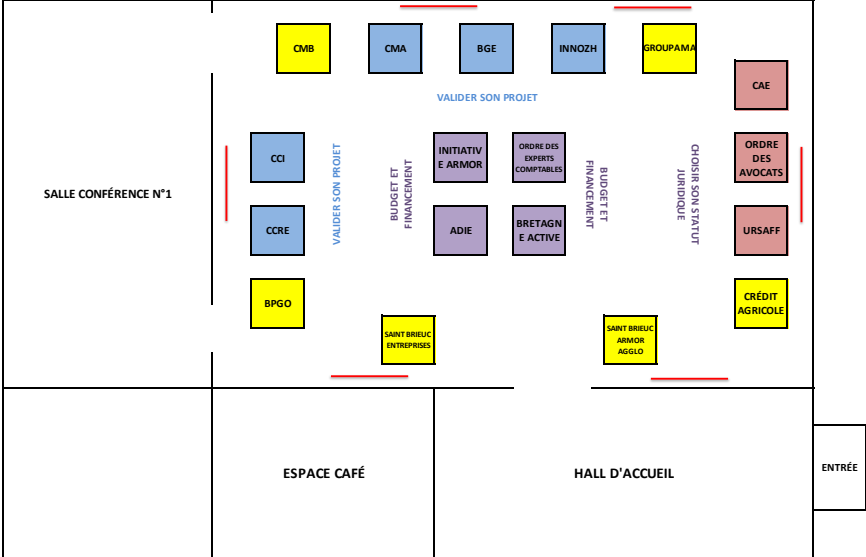 CMB
CMA
BGE
INNOZH
GROUPAMA
CAE
VALIDER SON PROJET
CCI
VALIDER SON PROJET
BUDGET ET
FINANCEMENT
INITIATIV
E ARMOR
ORDRE DES
EXPERTS
COMPTABLES
BUDGET ET
FINANCEMENT
CHOISIR SON STATUT
JURIDIQUE
ORDRE
DES
AVOCATS
SALLE CONFÉRENCE N°1
CCRE
ADIE
BRETAGN
E ACTIVE
URSAFF
BPGO
CRÉDIT
AGRICOLE
SAINT BRIEUC
ENTREPRISES
SAINT BRIEUC
ARMOR
AGGLO
ESPACE CAFÉ
HALL D'ACCUEIL
ENTRÉE